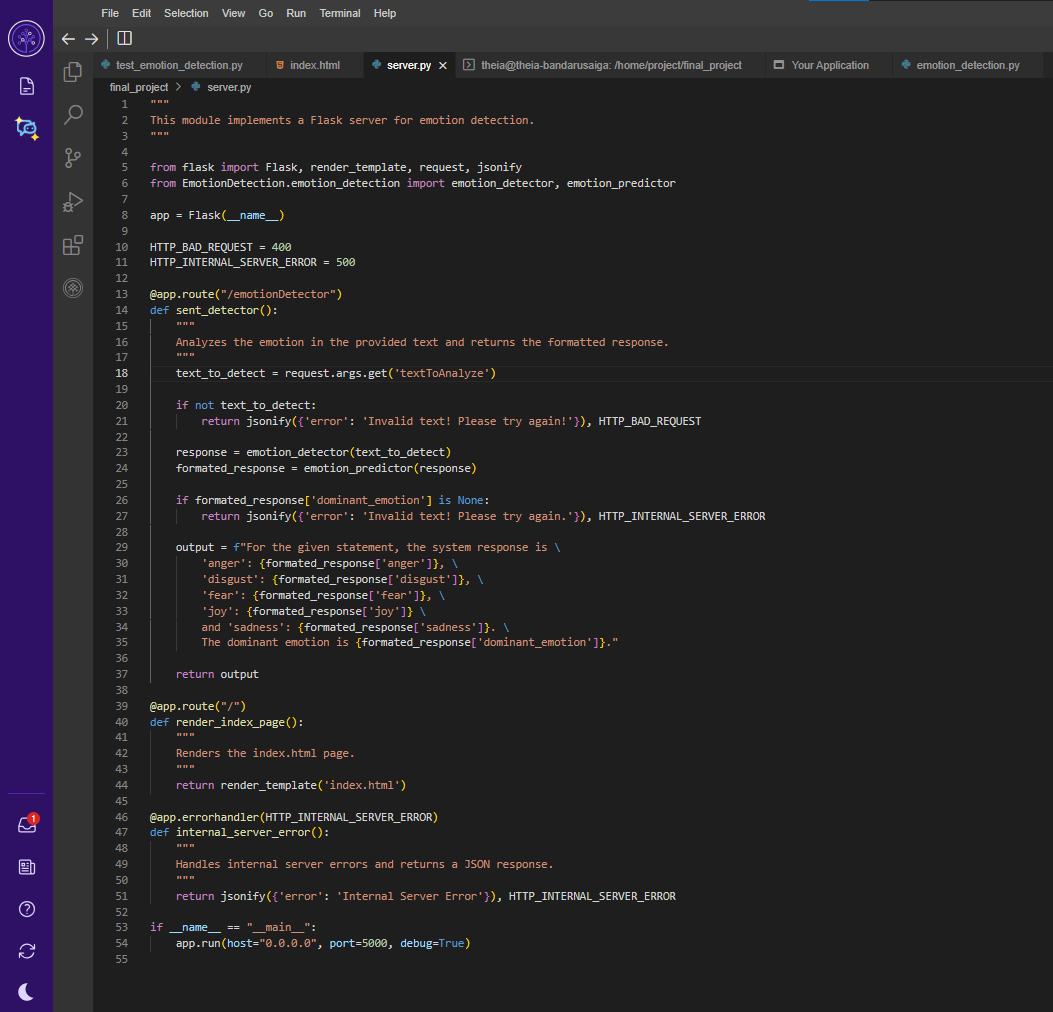 File Edit Selection View Go Run Terminal Help
test_emotion_detection.py index.html server.py theia@theia-bandarusaiga: /home/project/final_project Your Application emotion_detection.py
final_project > server.py
1 """
2 This module implements a Flask server for emotion detection.
3 """
4
5 from flask import Flask, render_template, request, jsonify
6 from EmotionDetection.emotion_detection import emotion_detector, emotion_predictor
7
8 app = Flask(__name__)
9
10 HTTP_BAD_REQUEST = 400
11 HTTP_INTERNAL_SERVER_ERROR = 500
12
13 @app.route("/emotionDetector")
14 def sent_detector():
15 """
16 Analyzes the emotion in the provided text and returns the formatted response.
17 """
18 text_to_detect = request.args.get('textToAnalyze')
19
20 if not text_to_detect:
21 return jsonify({'error': 'Invalid text! Please try again!'}), HTTP_BAD_REQUEST
22
23 response = emotion_detector(text_to_detect)
24 formated_response = emotion_predictor(response)
25
26 if formated_response['dominant_emotion'] is None:
27 return jsonify({'error': 'Invalid text! Please try again.'}), HTTP_INTERNAL_SERVER_ERROR
28
29 output = f"For the given statement, the system response is \
30 'anger': {formated_response['anger']}, \
31 'disgust': {formated_response['disgust']}, \
32 'fear': {formated_response['fear']}, \
33 'joy': {formated_response['joy']} \
34 and 'sadness': {formated_response['sadness']}. \
35 The dominant emotion is {formated_response['dominant_emotion']}."
36
37 return output
38
39 @app.route("/")
40 def render_index_page():
41 """
42 Renders the index.html page.
43 """
44 return render_template('index.html')
45
46 @app.errorhandler(HTTP_INTERNAL_SERVER_ERROR)
47 def internal_server_error():
48 """
49 Handles internal server errors and returns a JSON response.
50 """
51 return jsonify({'error': 'Internal Server Error'}), HTTP_INTERNAL_SERVER_ERROR
52
53 if __name__ == "__main__":
54 app.run(host="0.0.0.0", port=5000, debug=True)
55
1